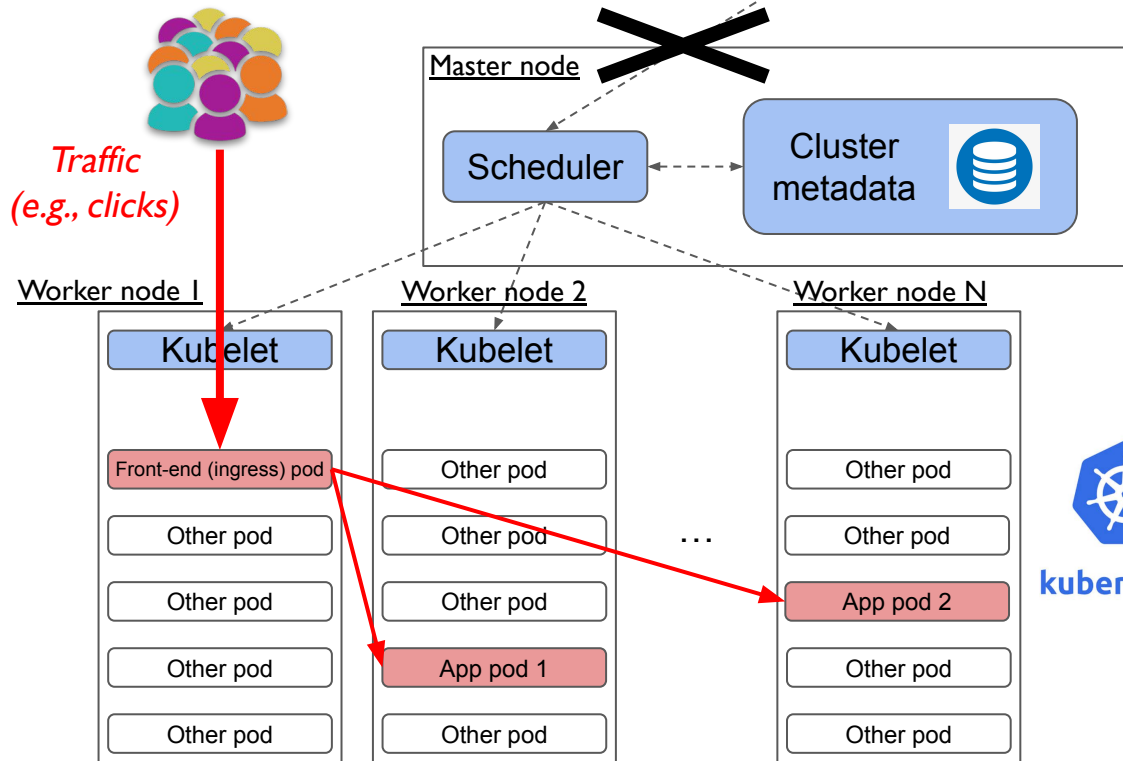 Master node
Scheduler
Cluster
metadata
Traffic
(e.g., clicks)
Worker node 1
Kubelet
Front-end (ingress) pod
Other pod
Other pod
Other pod
Other pod
Worker node 2
Kubelet
Other pod
Other pod
Other pod
App pod 1
Other pod
...
Worker node N
Kubelet
Other pod
Other pod
App pod 2
Other pod
Other pod
kuber